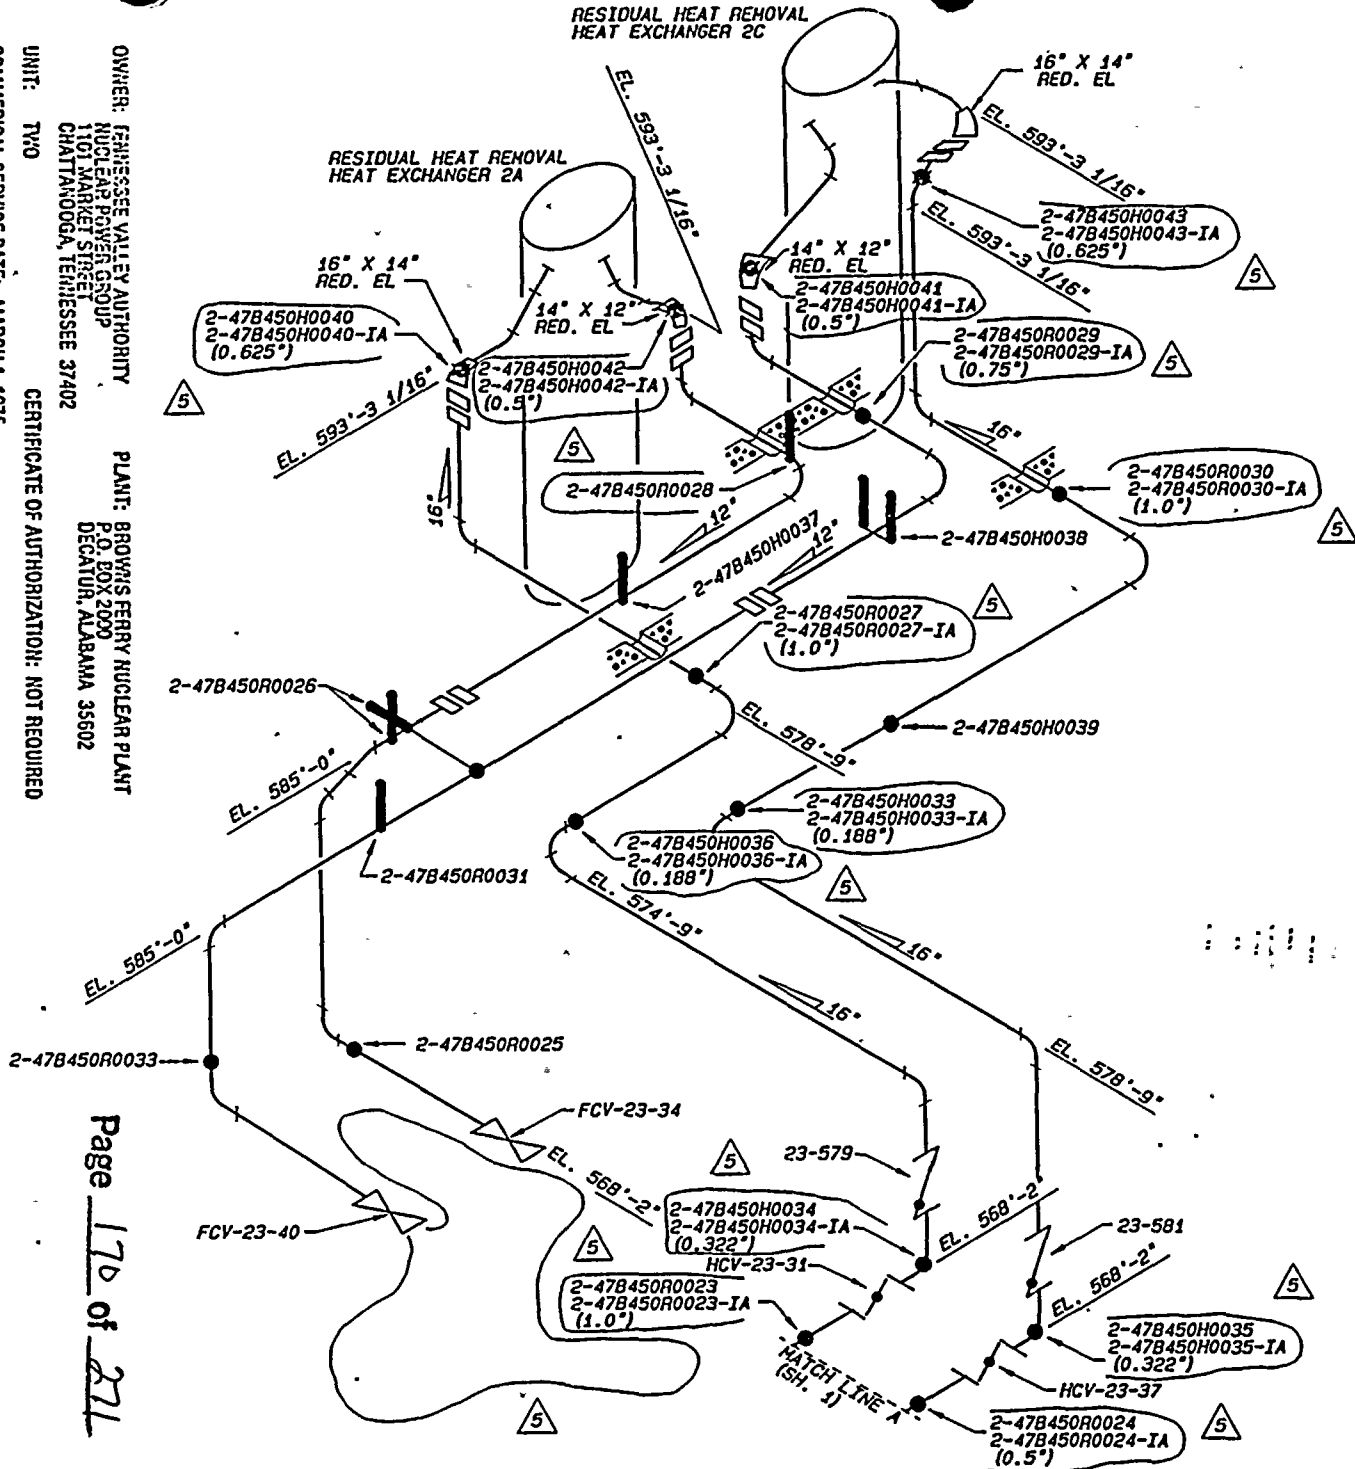 RESIDUAL HEAT REMOVAL
HEAT EXCHANGER 2C
16" X 14"
RED. EL
EL. 593'-3 1/16"
EL. 593'-3 1/16"
RESIDUAL HEAT REMOVAL
HEAT EXCHANGER 2A
2-47B450H0043
2-47B450H0043-IA
(0.625")
5
EL. 593'-3 1/16"
16" X 14"
RED. EL
14" X 12"
RED. EL
2-47B450H0041
2-47B450H0041-IA
(0.5")
14" X 12"
RED. EL
2-47B450H0040
2-47B450H0040-IA
(0.625")
5
2-47B450R0029
2-47B450R0029-IA
(0.75")
5
2-47B450H0042
2-47B450H0042-IA
(0.5")
5
EL. 593'-3 1/16"
16"
16"
2-47B450R0028
2-47B450R0030
2-47B450R0030-IA
(1.0")
5
12"
12"
2-47B450H0038
2-47B450H0037
2-47B450R0027
2-47B450R0027-IA
(1.0")
5
2-47B450R0026
EL. 578'-9"
2-47B450H0039
EL. 585'-0"
2-47B450H0033
2-47B450H0033-IA
(0.188")
5
2-47B450H0036
2-47B450H0036-IA
(0.188")
2-47B450R0031
EL. 574'-9"
16"
16"
EL. 585'-0"
2-47B450R0033
2-47B450R0025
EL. 578'-9"
FCV-23-34
EL. 568'-2"
FCV-23-40
5
23-579
2-47B450H0034
2-47B450H0034-IA
(0.322")
EL. 568'-2"
23-581
5
HCV-23-31
EL. 568'-2"
5
2-47B450R0023
2-47B450R0023-IA
(1.0")
2-47B450H0035
2-47B450H0035-IA
(0.322")
MATCH LINE A
(SH. 1)
HCV-23-37
5
2-47B450R0024
2-47B450R0024-IA
(0.5")
5
OWNER: TENNESSEE VALLEY AUTHORITY
NUCLEAR POWER GROUP
1101 MARKET STREET
CHATTANOOGA, TENNESSEE 37402
PLANT: BROWNS FERRY NUCLEAR PLANT
P.O. BOX 2000
DECATUR, ALABAMA 35602
UNIT: TWO
CERTIFICATE OF AUTHORIZATION: NOT REQUIRED
Page 176 of 271